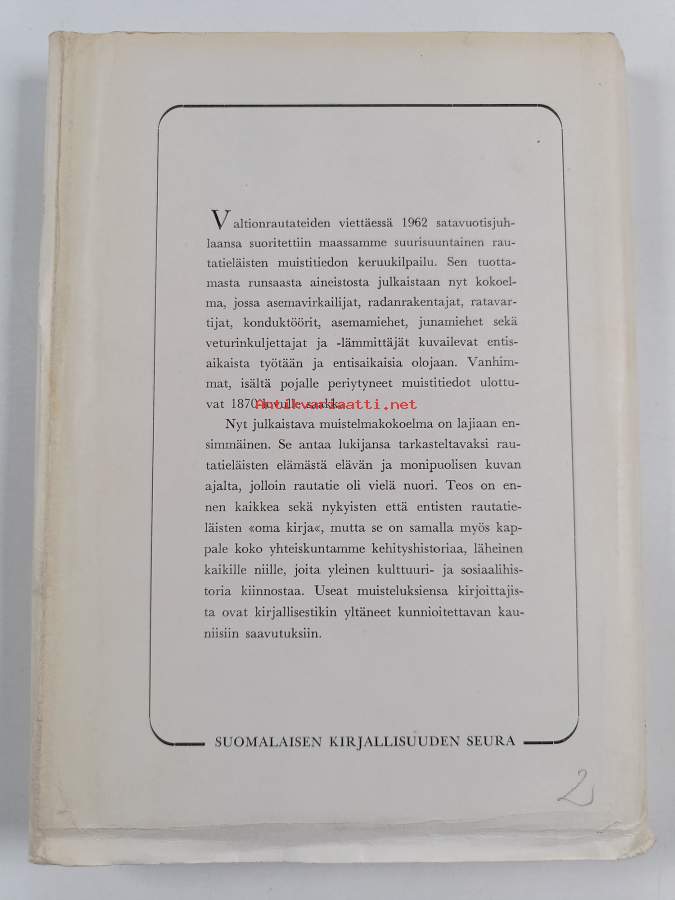 Valtionrautateiden viettäessä 1962 satavuotisjuh-
laansa suoritettiin maassamme suurisuuntainen rau-
tatieläisten muistitiedon keruukilpailu. Sen tuotta-
masta runsaasta aineistosta julkaistaan nyt kokoel-
ma, jossa asemavirkailijat, radanrakentajat, ratavar-
tijat, konduktöörit, asemamiehet, junamiehet sekä
veturinkuljettajat ja -lämmittäjät kuvailevat entis-
aikaista työtään ja entisaikaisia olojaan. Vanhim-
mat, isältä pojalle periytyneet muistitiedot ulottu-
vat 1870
Antikvariaatti.net
Nyt julkaistava muistelmakokoelma on lajiaan en-
simmäinen. Se antaa lukijansa tarkasteltavaksi rau-
tatieläisten elämästä elävän ja monipuolisen kuvan
ajalta, jolloin rautatie oli vielä nuori. Teos on en-
nen kaikkea sekä nykyisten että entisten rautatie-
läisten «oma kirja«, mutta se on samalla myös kap-
pale koko yhteiskuntamme kehityshistoriaa, läheinen
kaikille niille, joita yleinen kulttuuri- ja sosiaalihis-
toria kiinnostaa. Useat muisteluksiensa kirjoittajis-
ta ovat kirjallisestikin yltäneet kunnioitettavan kau-
niisiin saavutuksiin.
SUOMALAISEN KIRJALLISUUDEN SEURA
2